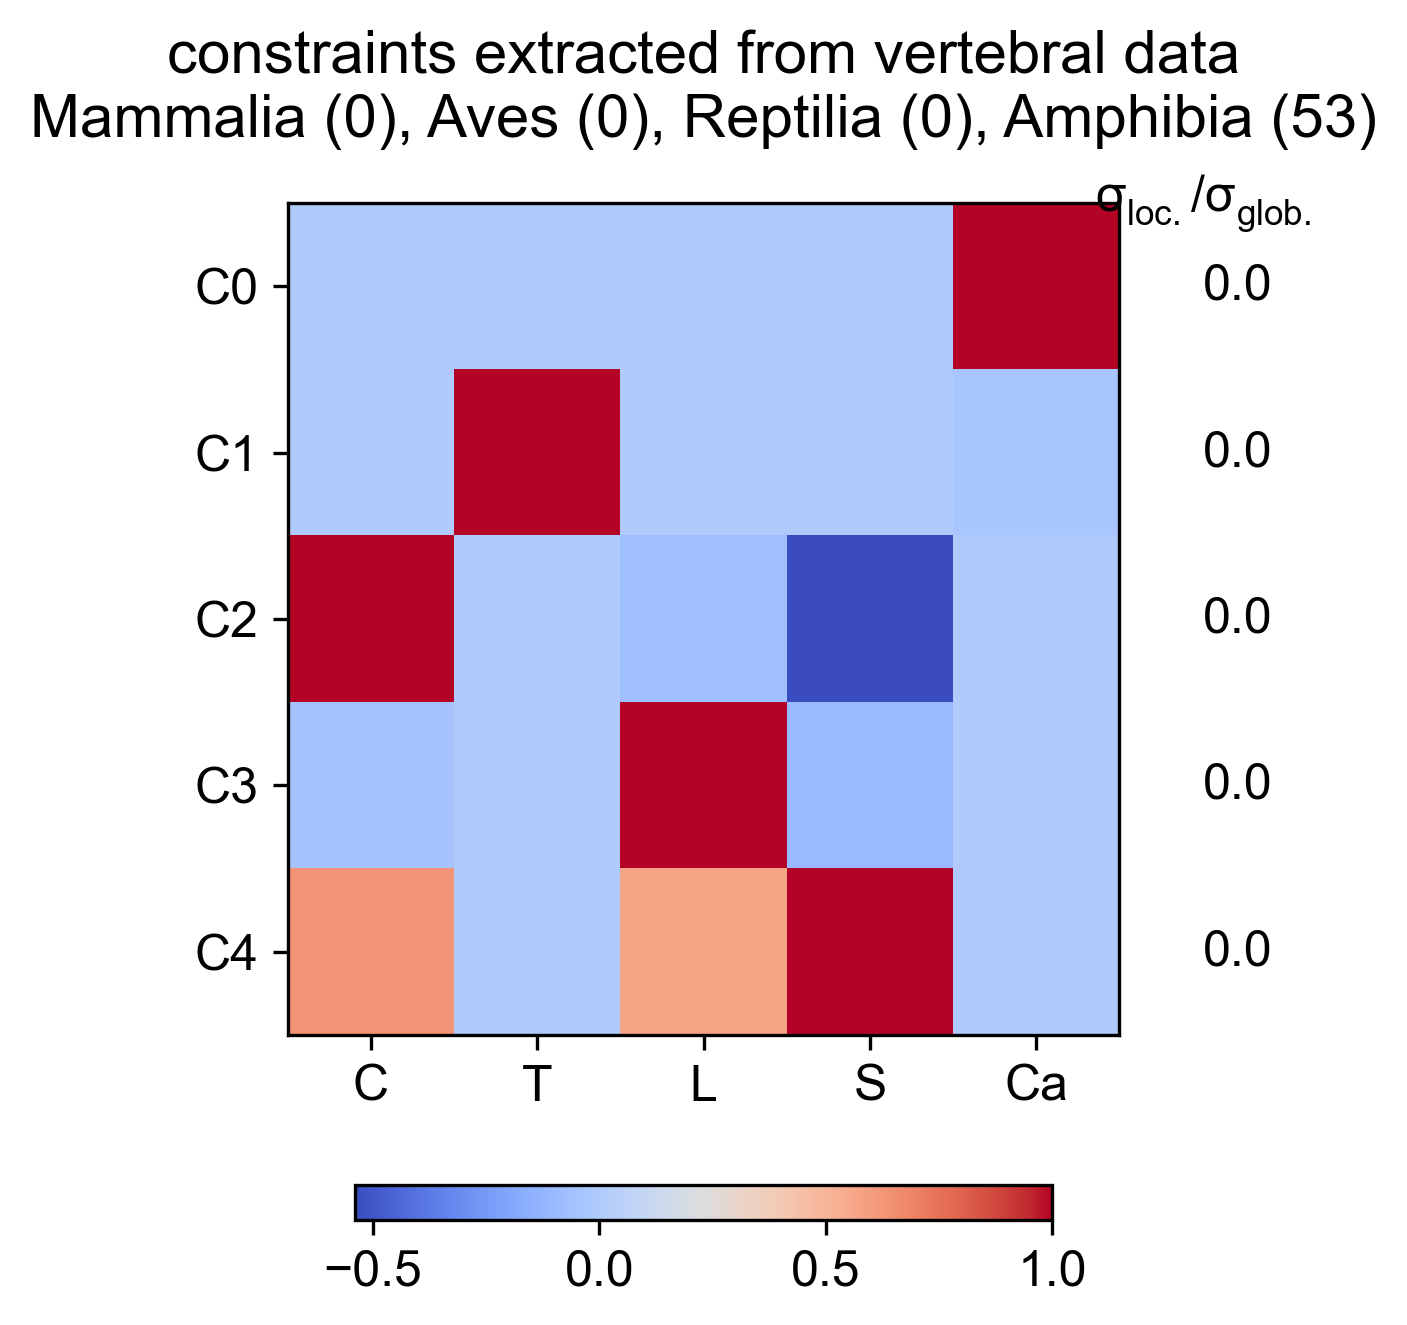 constraints extracted from vertebral data
Mammalia (0), Aves (0), Reptilia (0), Amphibia (53)
σloc. /σglob.
C0 0.0
C1 0.0
C2 0.0
C3 0.0
C4 0.0
C T L S Ca
−0.5 0.0 0.5 1.0